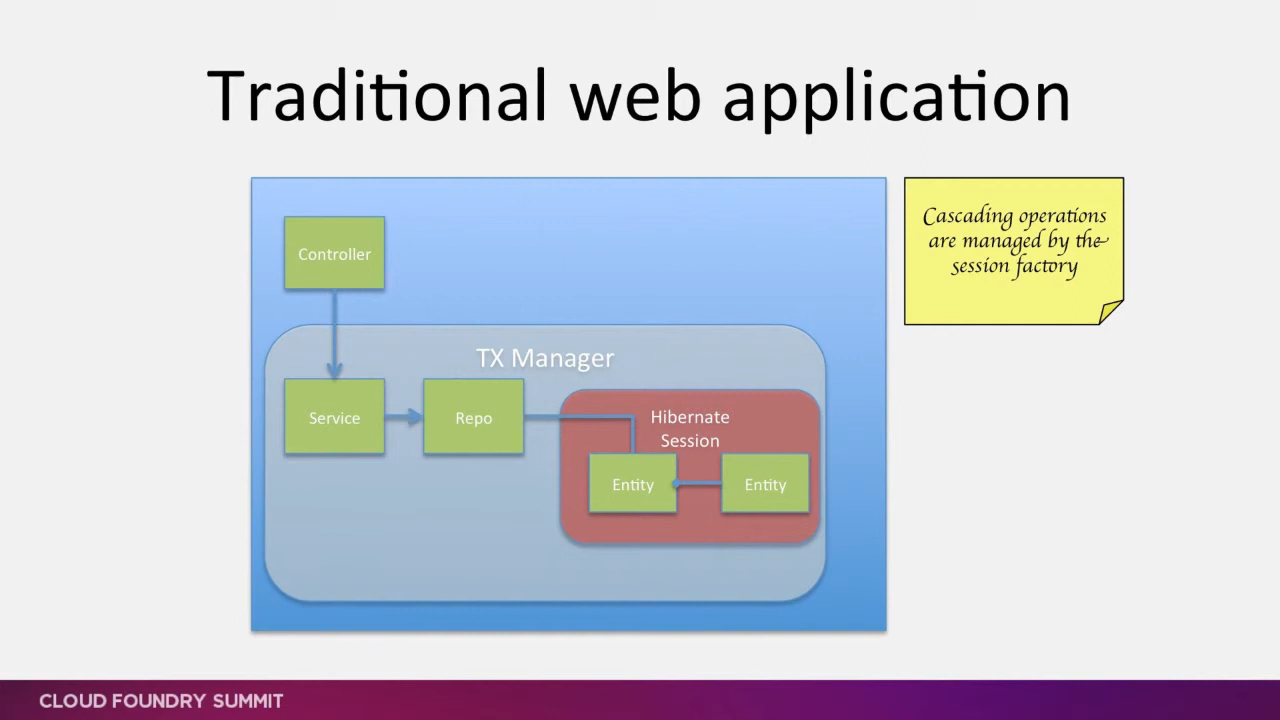 Traditional web application
Controller
Cascading operations
are managed by the
session factory
TX Manager
Service
Repo
Hibernate
Session
Entity
Entity
CLOUD FOUNDRY SUMMIT